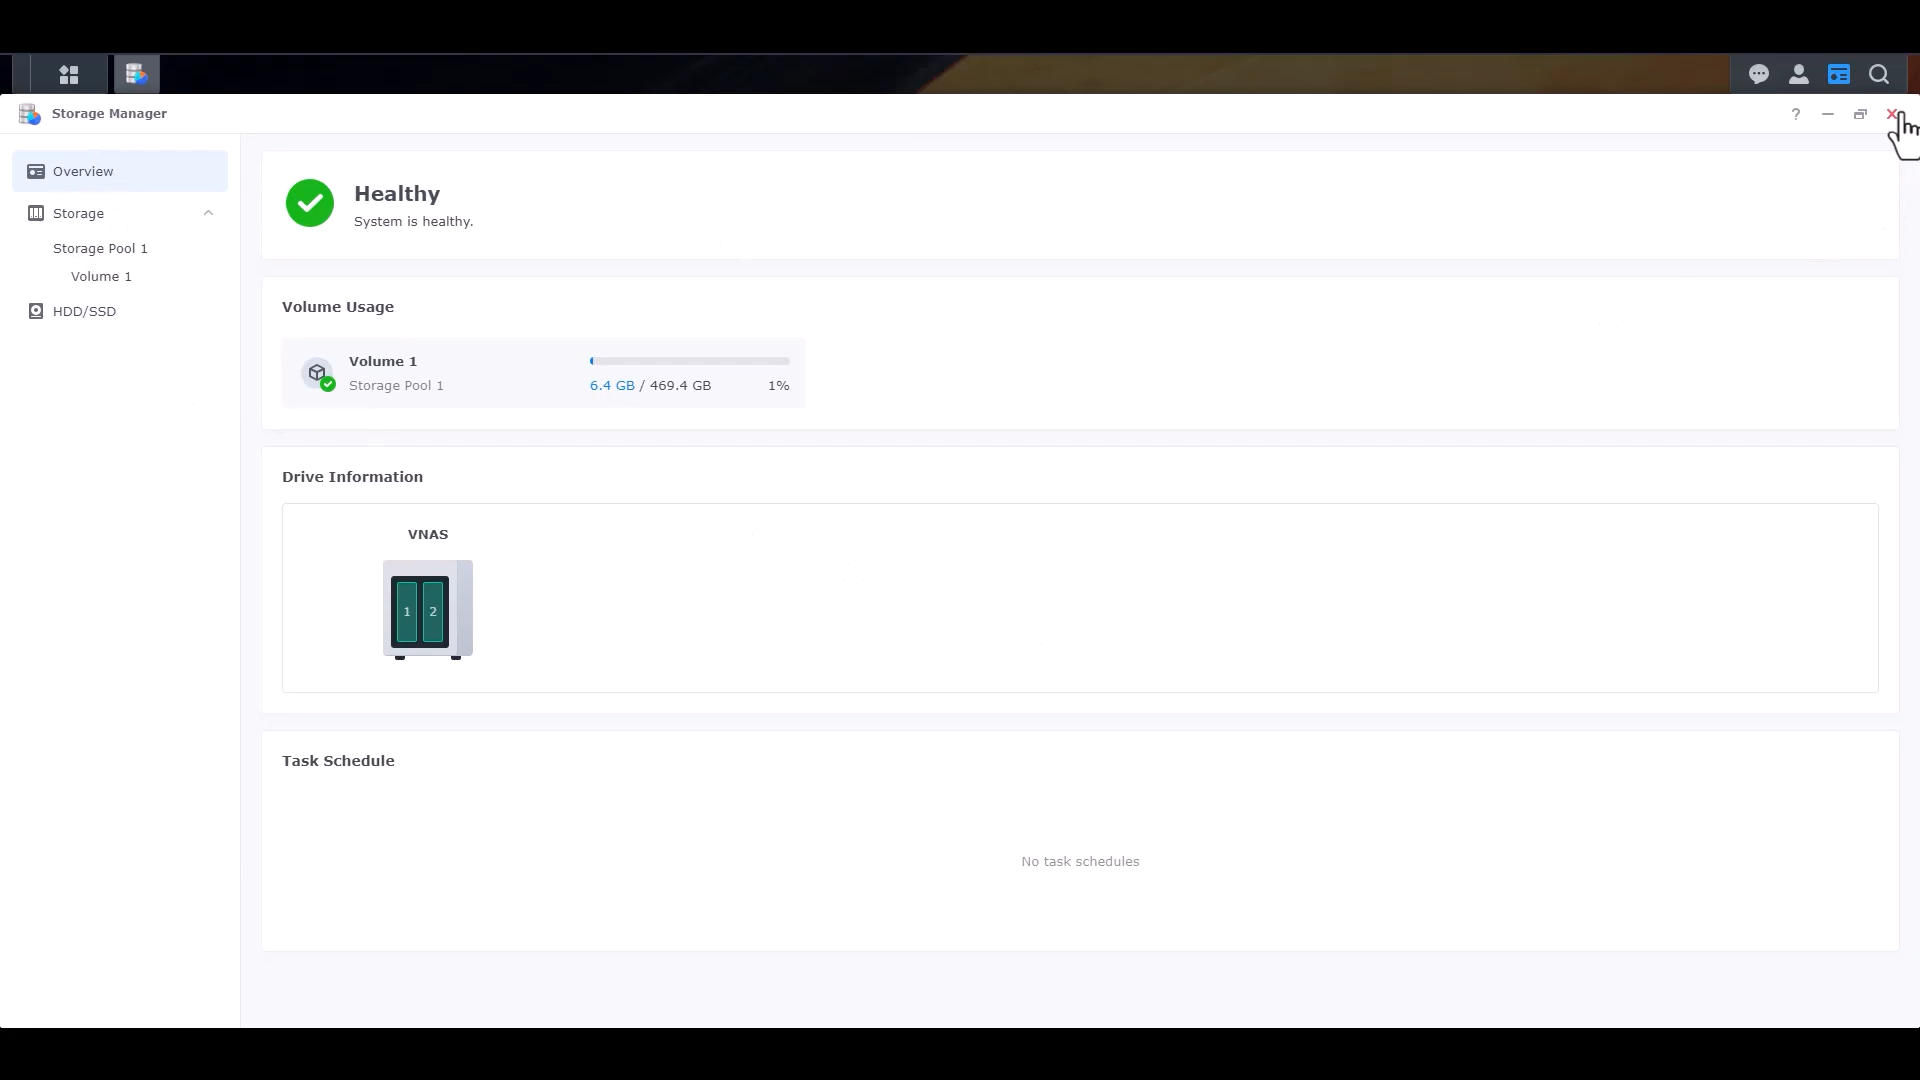 Storage Manager
?
Overview
Storage
Storage Pool 1
Volume 1
HDD/SSD
Healthy
System is healthy.
Volume Usage
Volume 1
Storage Pool 1
6.4 GB / 469.4 GB
1%
Drive Information
VNAS
1 2
Task Schedule
No task schedules